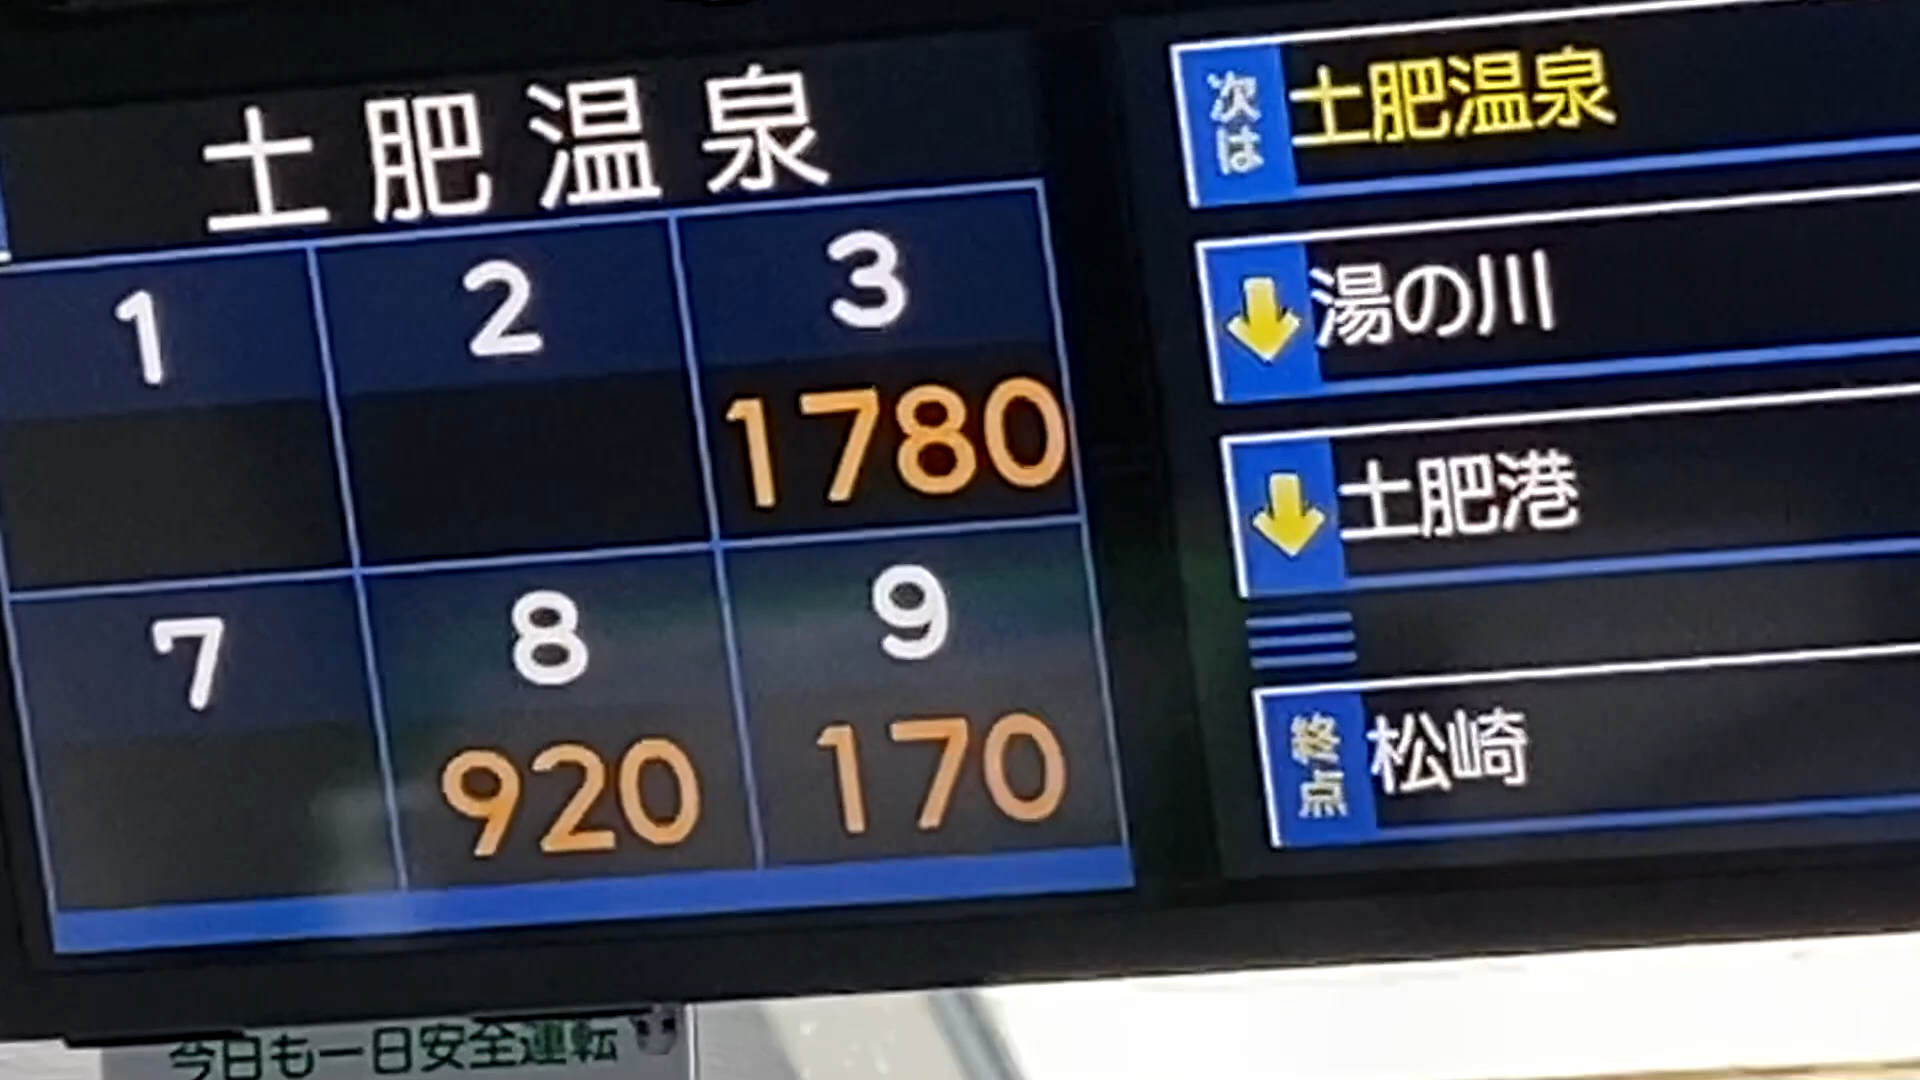 土肥温泉
1 2 3
1780
7 8 9
920 170
次は 土肥温泉
湯の川
土肥港
終点 松崎
今日も一日安全運転